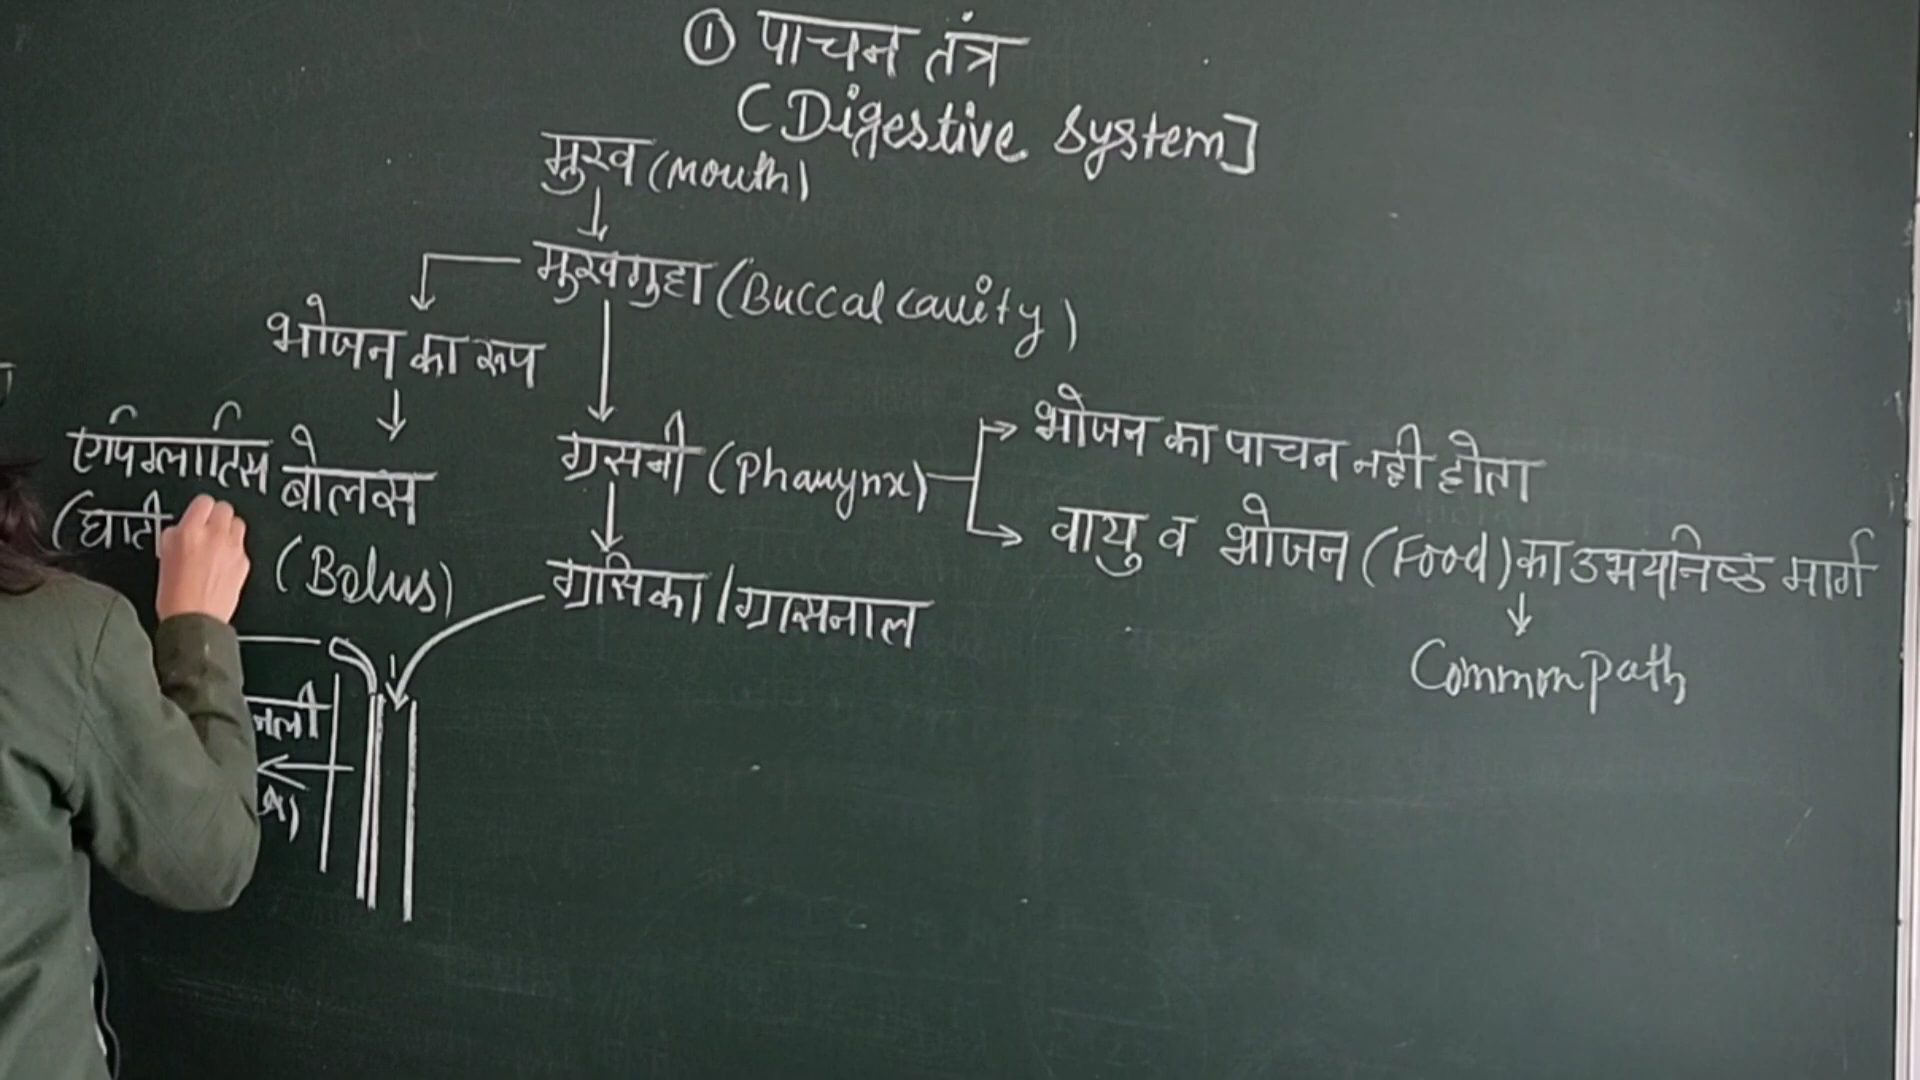 ① पाचन तंत्र
(Digestive system]
मुख (mouth)
मुखगुहा (Buccal cavity)
भोजन का रूप
एपिग्लोटिस
बोलस
(घाटी
(Bolus)
ग्रसनी (Pharynx)
भोजन का पाचन नही होता
वायु व भोजन (Food) का उभयनिष्ठ मार्ग
Common path
ग्रसिका / ग्रासनाल
नली